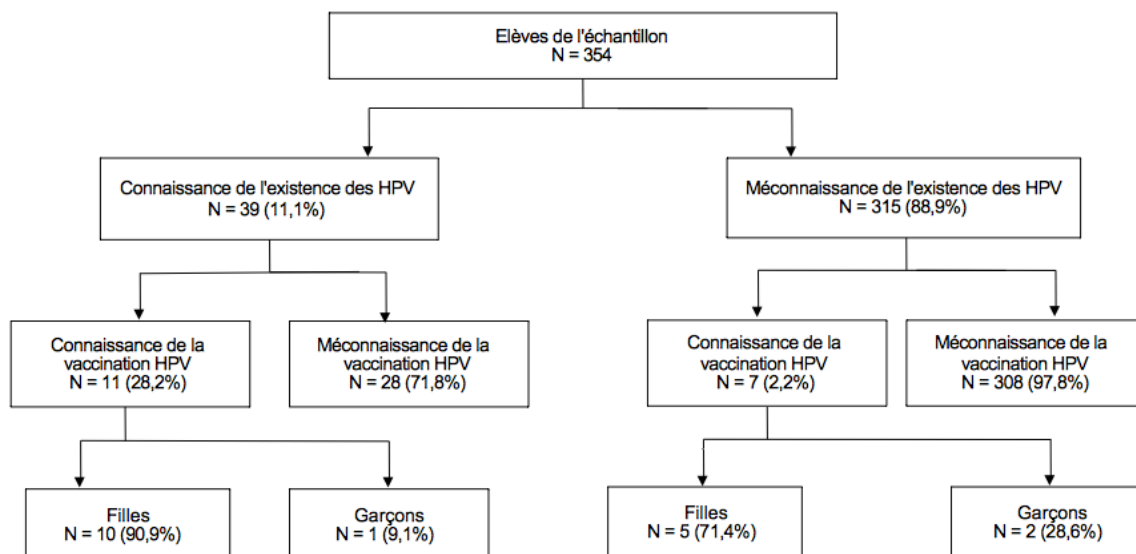 Elèves de l'échantillon
N = 354
Connaissance de l'existence des HPV
N = 39 (11,1%)
Méconnaissance de l'existence des HPV
N = 315 (88,9%)
Connaissance de la
vaccination HPV
N = 11 (28,2%)
Méconnaissance de la
vaccination HPV
N = 28 (71,8%)
Connaissance de la
vaccination HPV
N = 7 (2,2%)
Méconnaissance de la
vaccination HPV
N = 308 (97,8%)
Filles
N = 10 (90,9%)
Garçons
N = 1 (9,1%)
Filles
N = 5 (71,4%)
Garçons
N = 2 (28,6%)